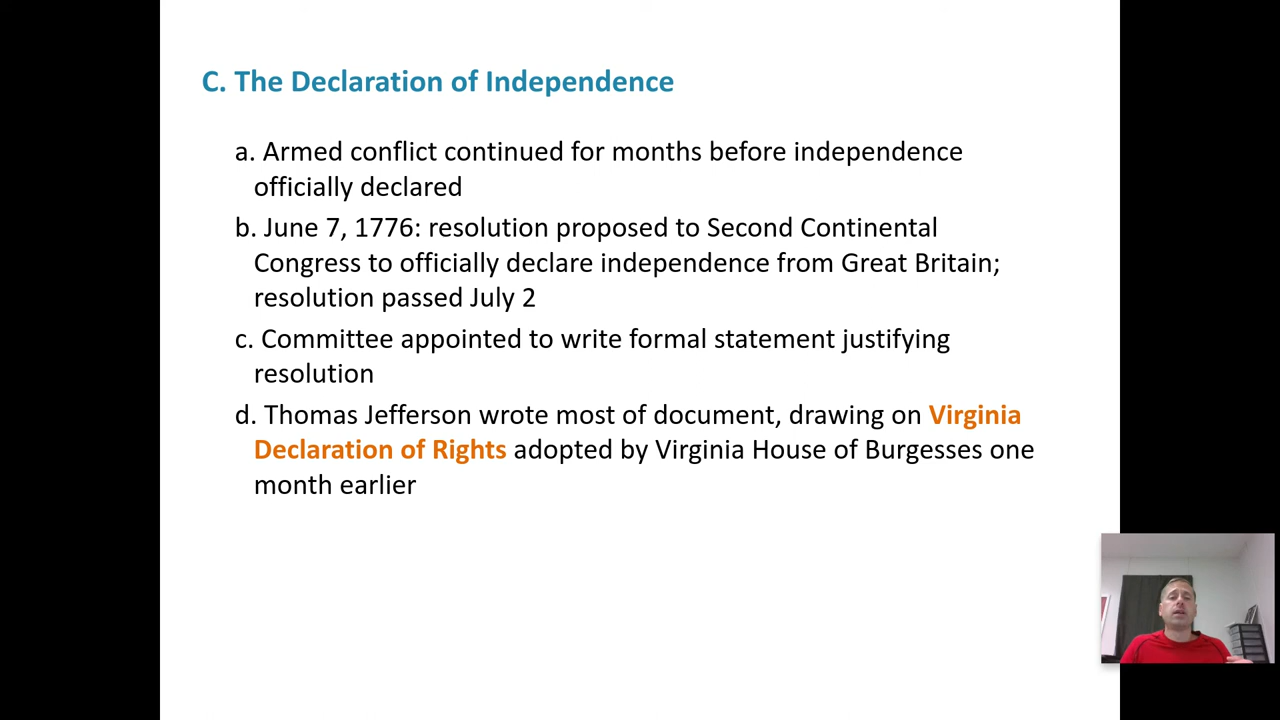 C. The Declaration of Independence
a. Armed conflict continued for months before independence
officially declared
b. June 7, 1776: resolution proposed to Second Continental
Congress to officially declare independence from Great Britain;
resolution passed July 2
c. Committee appointed to write formal statement justifying
resolution
d. Thomas Jefferson wrote most of document, drawing on Virginia
Declaration of Rights adopted by Virginia House of Burgesses one
month earlier